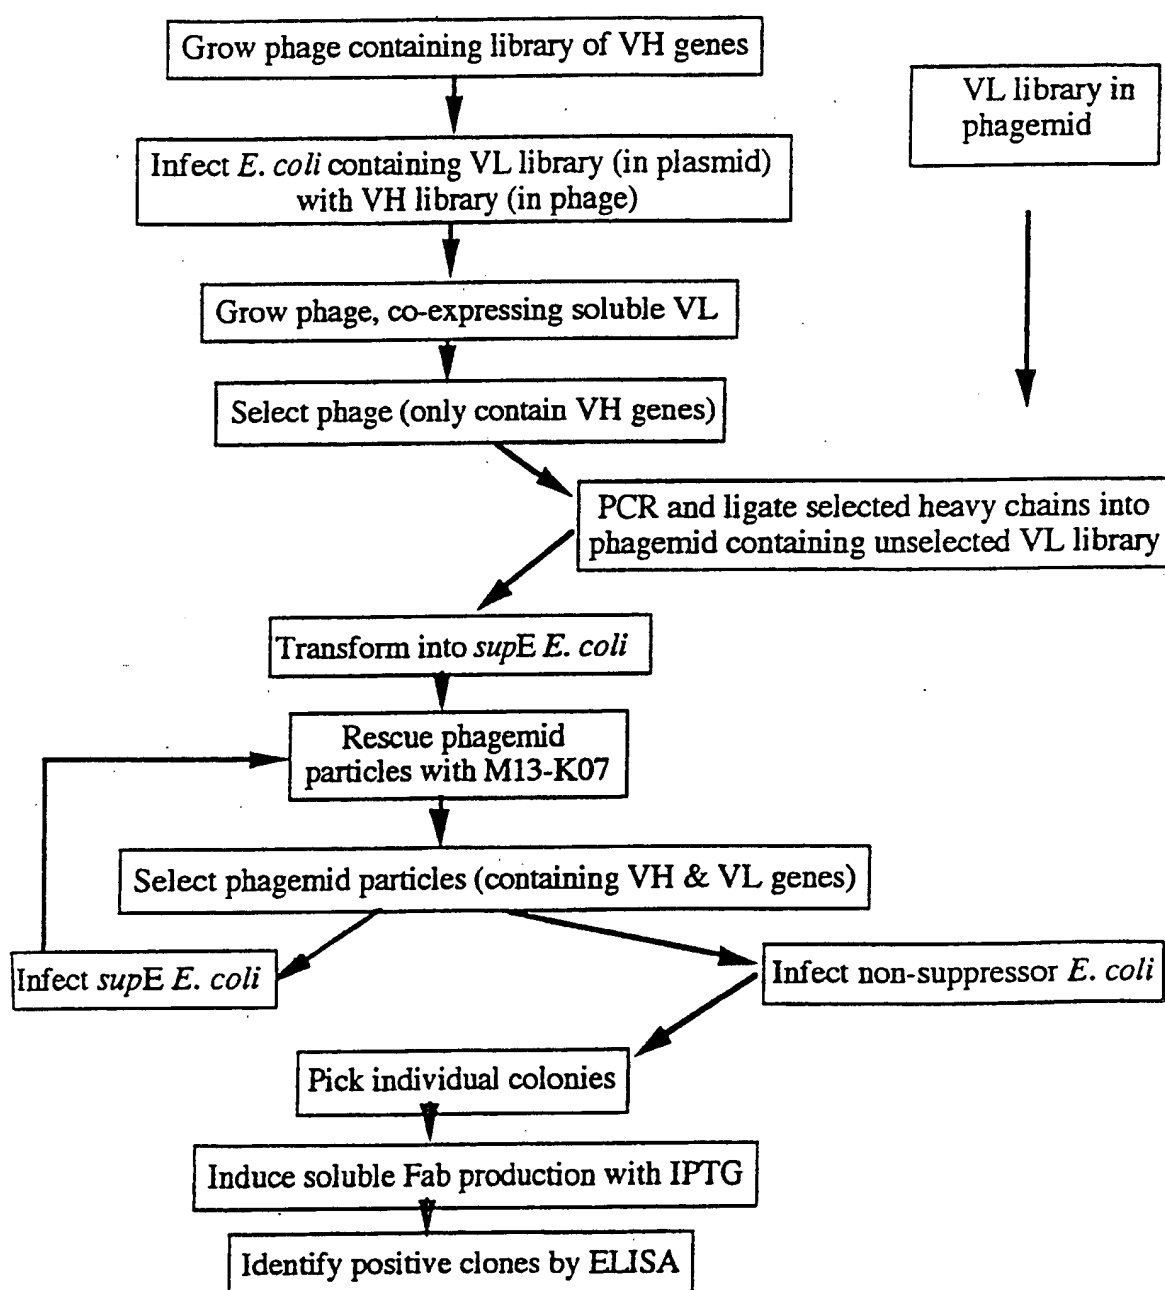 Grow phage containing library of VH genes
VL library in
phagemid
Infect E. coli containing VL library (in plasmid)
with VH library (in phage)
Grow phage, co-expressing soluble VL
Select phage (only contain VH genes)
PCR and ligate selected heavy chains into
phagemid containing unselected VL library
Transform into supE E. coli
Rescue phagemid
particles with M13-K07
Select phagemid particles (containing VH & VL genes)
Infect supE E. coli
Infect non-suppressor E. coli
Pick individual colonies
Induce soluble Fab production with IPTG
Identify positive clones by ELISA